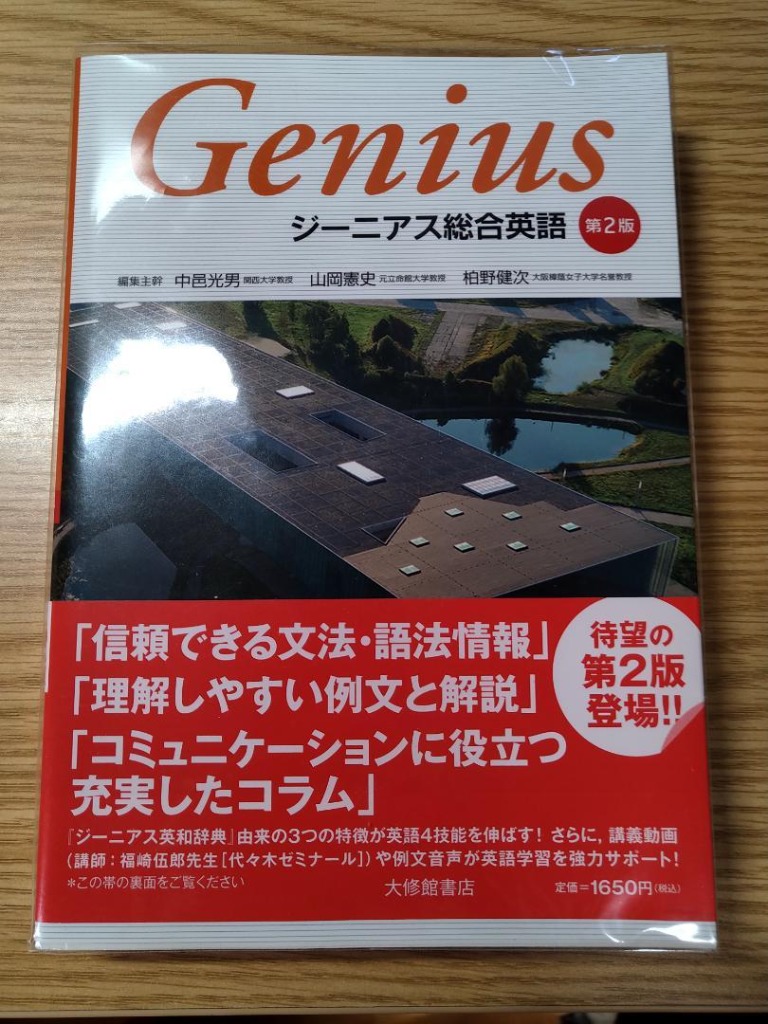 Genius
ジーニアス総合英語 第2版
編集主幹 中邑光男 関西大学教授 山岡憲史 元立命館大学教授 柏野健次 大阪樟蔭女子大学名誉教授
「信頼できる文法・語法情報」
「理解しやすい例文と解説」
「コミュニケーションに役立つ
充実したコラム」
待望の
第2版
登場!!
『ジーニアス英和辞典』由来の3つの特徴が英語4技能を伸ばす！さらに，講義動画
（講師：福崎伍郎先生［代々木ゼミナール］）や例文音声が英語学習を強力サポート！
*この帯の裏面をご覧ください
大修館書店
定価＝1650円（税込）